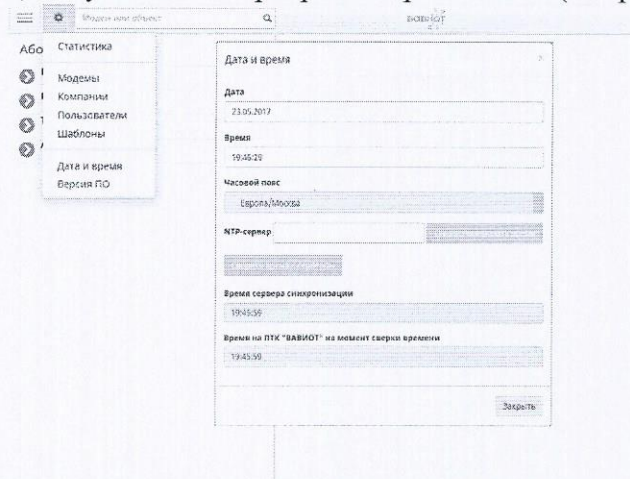 Модем или объект
вавиот
Або
Статистика
Модемы
Компании
Пользователи
Шаблоны
Дата и время
Версия ПО
Дата и время
Дата
23.05.2017
Время
19:46:29
Часовой пояс
Европа/Москва
NTP-сервер
Время сервера синхронизации
19:45:59
Время на ПТК "ВАВИОТ" на момент сверки времени
19:45:59
Закрыть